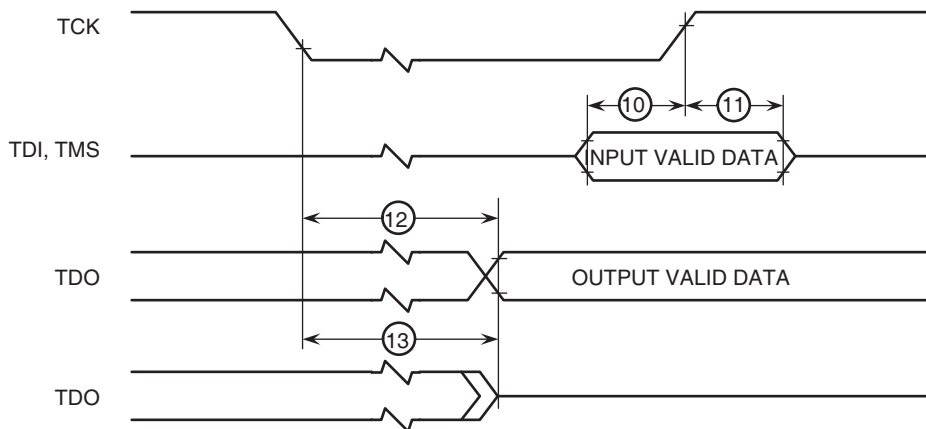 TCK
10
11
TDI, TMS
INPUT VALID DATA
12
TDO
OUTPUT VALID DATA
13
TDO